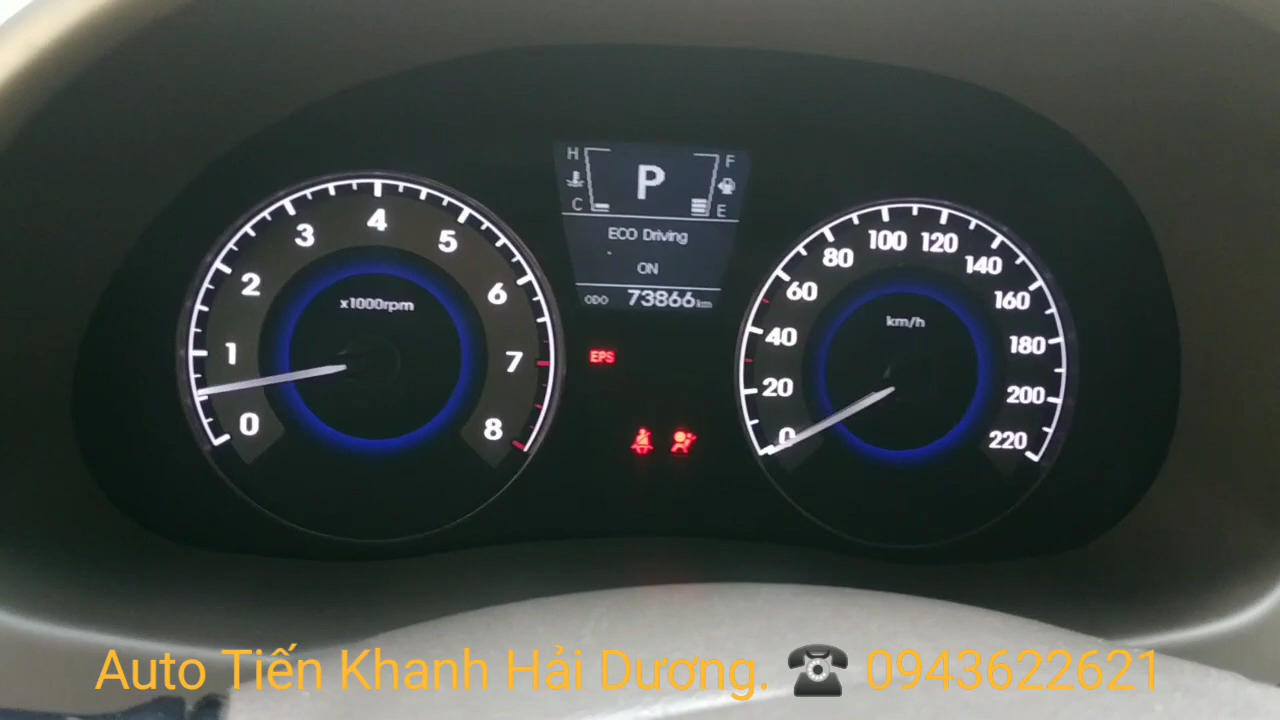 H
F
P
C
E
ECO Driving
ON
ODO 73866 km
0 1 2 3 4 5 6 7 8
x1000rpm
0 20 40 60 80 100 120 140 160 180 200 220
km/h
EPS
Auto Tiến Khanh Hải Dương. ☎ 0943622621